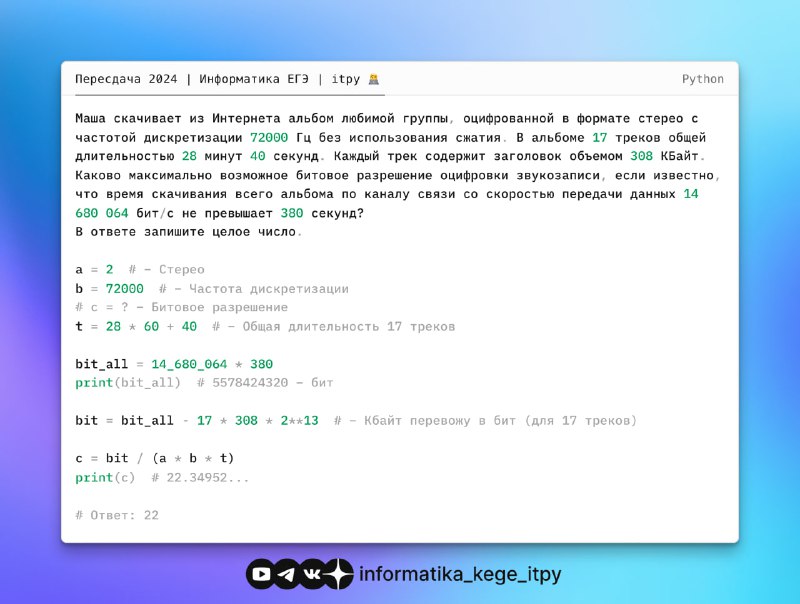 Пересдача 2024 | Информатика ЕГЭ | itpy 👨‍💻
Python
Маша скачивает из Интернета альбом любимой группы, оцифрованной в формате стерео с
частотой дискретизации 72000 Гц без использования сжатия. В альбоме 17 треков общей
длительностью 28 минут 40 секунд. Каждый трек содержит заголовок объемом 308 КБайт.
Каково максимально возможное битовое разрешение оцифровки звукозаписи, если известно,
что время скачивания всего альбома по каналу связи со скоростью передачи данных 14
680 064 бит/с не превышает 380 секунд?
В ответе запишите целое число.
a = 2  # – Стерео
b = 72000  # – Частота дискретизации
# c = ? – Битовое разрешение
t = 28 * 60 + 40  # – Общая длительность 17 треков
bit_all = 14_680_064 * 380
print(bit_all)  # 5578424320 – бит
bit = bit_all - 17 * 308 * 2**13  # – Кбайт перевожу в бит (для 17 треков)
c = bit / (a * b * t)
print(c)  # 22.34952...
# Ответ: 22
informatika_kege_itpy